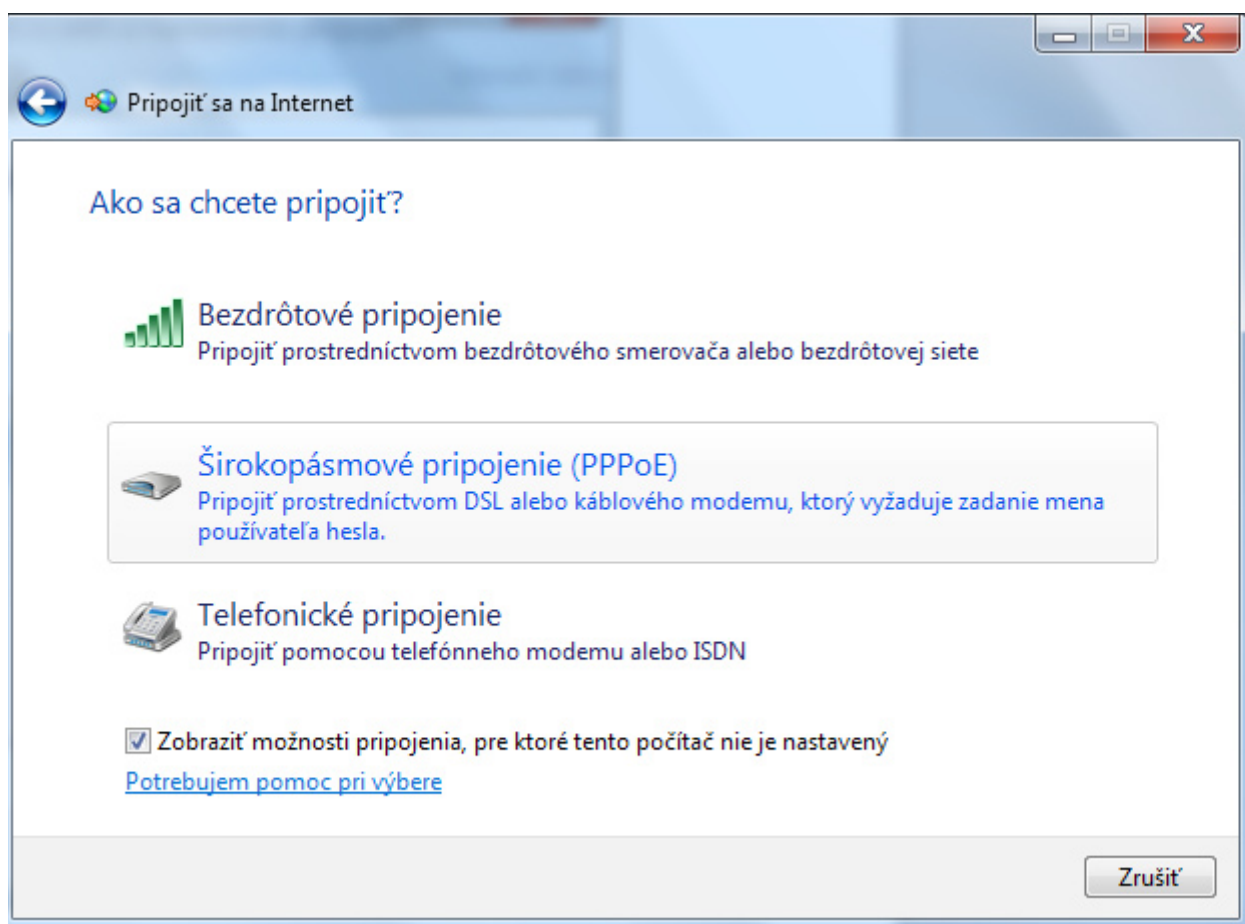 Pripojiť sa na Internet
Ako sa chcete pripojiť?
Bezdrôtové pripojenie
Pripojiť prostredníctvom bezdrôtového smerovača alebo bezdrôtovej siete
Širokopásmové pripojenie (PPPoE)
Pripojiť prostredníctvom DSL alebo káblového modemu, ktorý vyžaduje zadanie mena
používateľa hesla.
Telefonické pripojenie
Pripojiť pomocou telefónneho modemu alebo ISDN
Zobraziť možnosti pripojenia, pre ktoré tento počítač nie je nastavený
Potrebujem pomoc pri výbere
Zrušiť